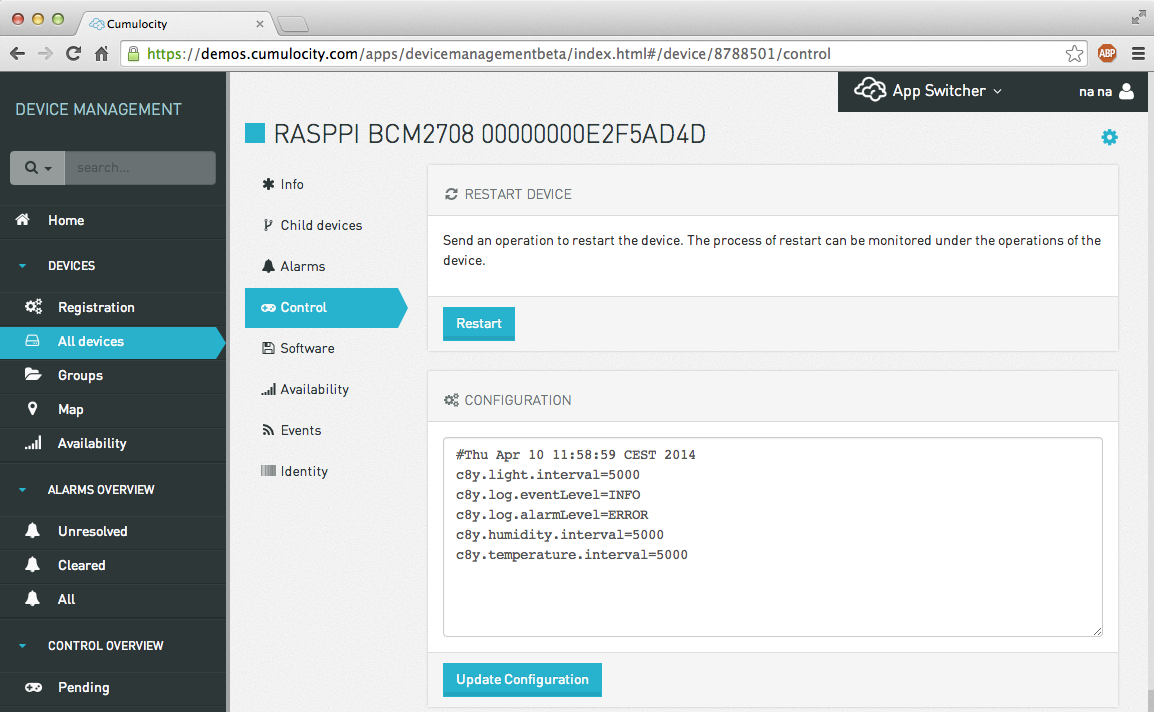 Cumulocity
https://demos.cumulocity.com/apps/devicemanagementbeta/index.html#/device/8788501/control
ABP
DEVICE MANAGEMENT
App Switcher
na na
RASPPI BCM2708 00000000E2F5AD4D
search...
Home
DEVICES
Registration
All devices
Groups
Map
Availability
ALARMS OVERVIEW
Unresolved
Cleared
All
CONTROL OVERVIEW
Pending
Info
Child devices
Alarms
Control
Software
Availability
Events
Identity
RESTART DEVICE
Send an operation to restart the device. The process of restart can be monitored under the operations of the
device.
Restart
CONFIGURATION
#Thu Apr 10 11:58:59 CEST 2014
c8y.light.interval=5000
c8y.log.eventLevel=INFO
c8y.log.alarmLevel=ERROR
c8y.humidity.interval=5000
c8y.temperature.interval=5000
Update Configuration